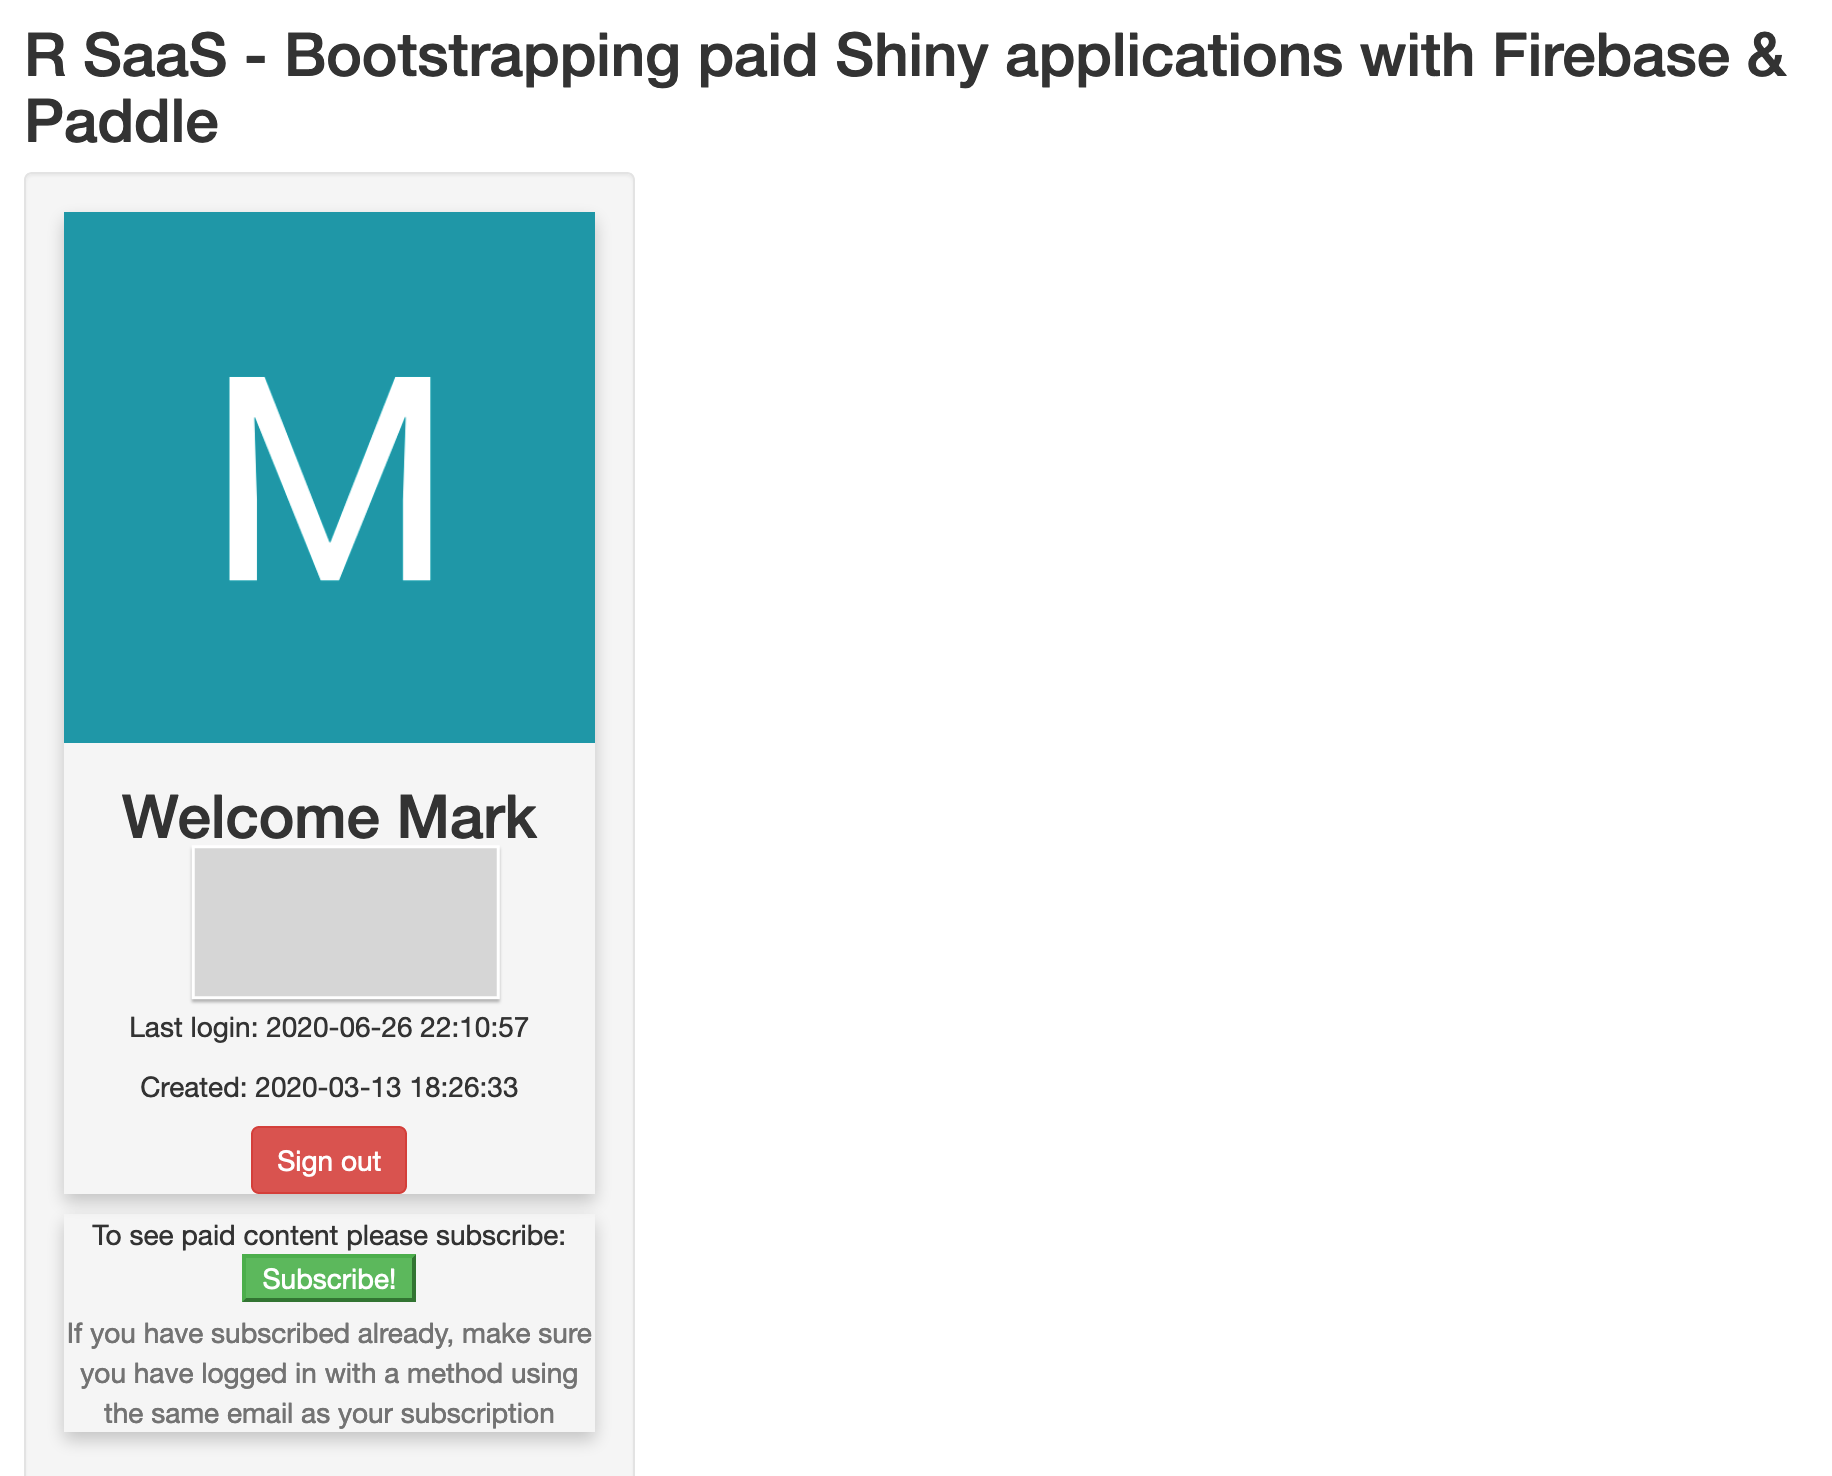 R SaaS - Bootstrapping paid Shiny applications with Firebase &
Paddle
M
Welcome Mark
Last login: 2020-06-26 22:10:57
Created: 2020-03-13 18:26:33
Sign out
To see paid content please subscribe:
Subscribe!
If you have subscribed already, make sure
you have logged in with a method using
the same email as your subscription